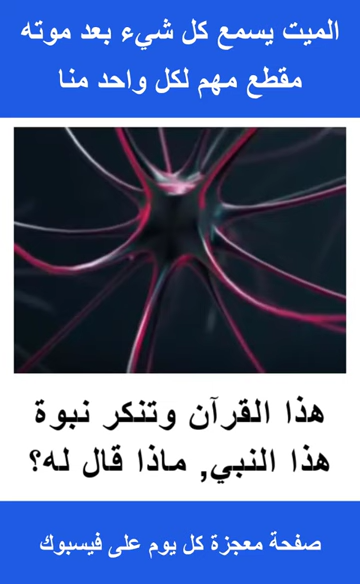 الميت يسمع كل شيء بعد موته
مقطع مهم لكل واحد منا
هذا القرآن وتنكر نبوة
هذا النبي, ماذا قال له؟
صفحة معجزة كل يوم على فيسبوك